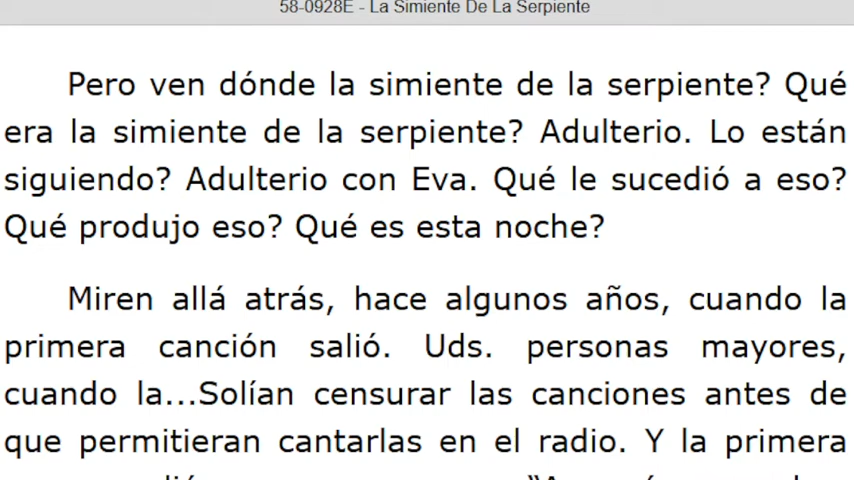 58-0928E - La Simiente De La Serpiente
Pero ven dónde la simiente de la serpiente? Qué
era la simiente de la serpiente? Adulterio. Lo están
siguiendo? Adulterio con Eva. Qué le sucedió a eso?
Qué produjo eso? Qué es esta noche?
Miren allá atrás, hace algunos años, cuando la
primera canción salió. Uds. personas mayores,
cuando la...Solían censurar las canciones antes de
que permitieran cantarlas en el radio. Y la primera